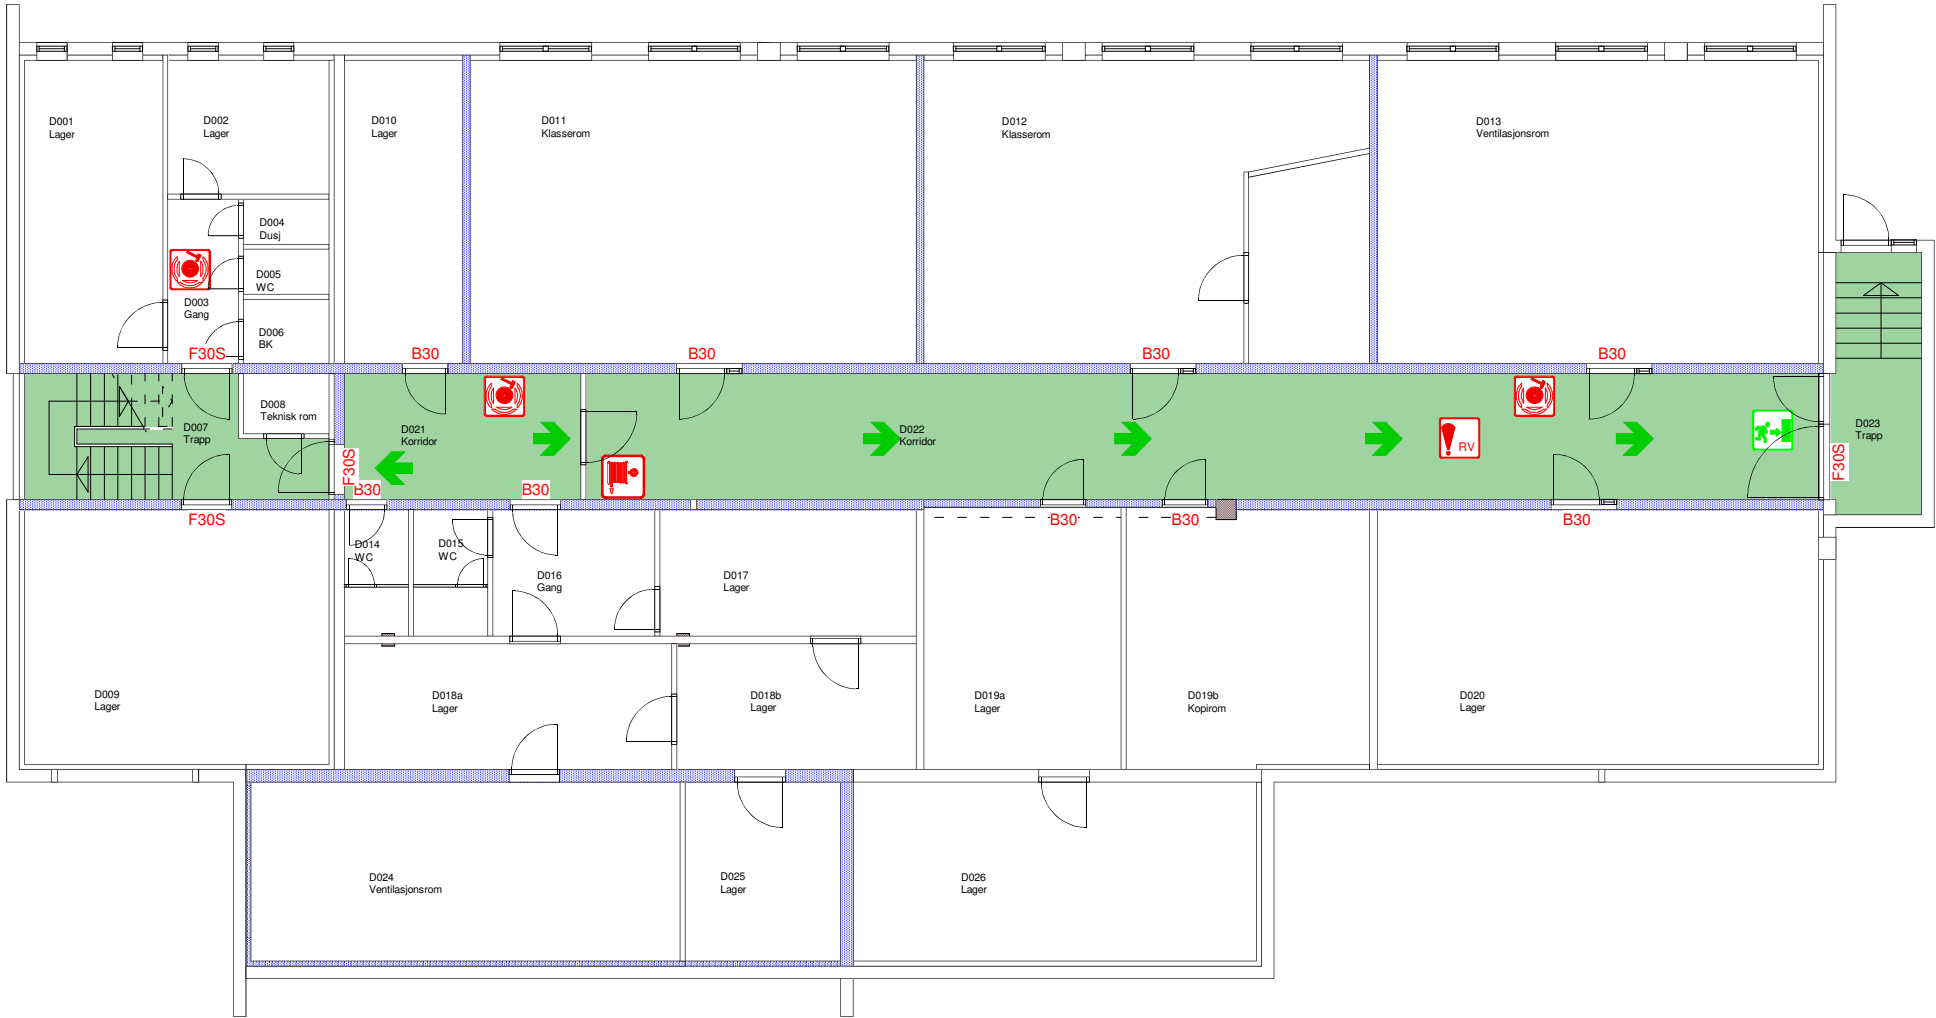 D001
Lager
D002
Lager
D010
Lager
D011
Klasserom
D012
Klasserom
D013
Ventilasjonsrom
D004
Dusj
D005
WC
D003
Gang
D006
BK
F30S
B30
B30
B30
B30
D008
Teknisk rom
D007
Trapp
D021
Korridor
D022
Korridor
RV
D023
Trapp
F30S
F30S
B30
B30
F30S
B30
B30
B30
D014
WC
D015
WC
D016
Gang
D017
Lager
D009
Lager
D018a
Lager
D018b
Lager
D019a
Lager
D019b
Kopirom
D020
Lager
D024
Ventilasjonsrom
D025
Lager
D026
Lager